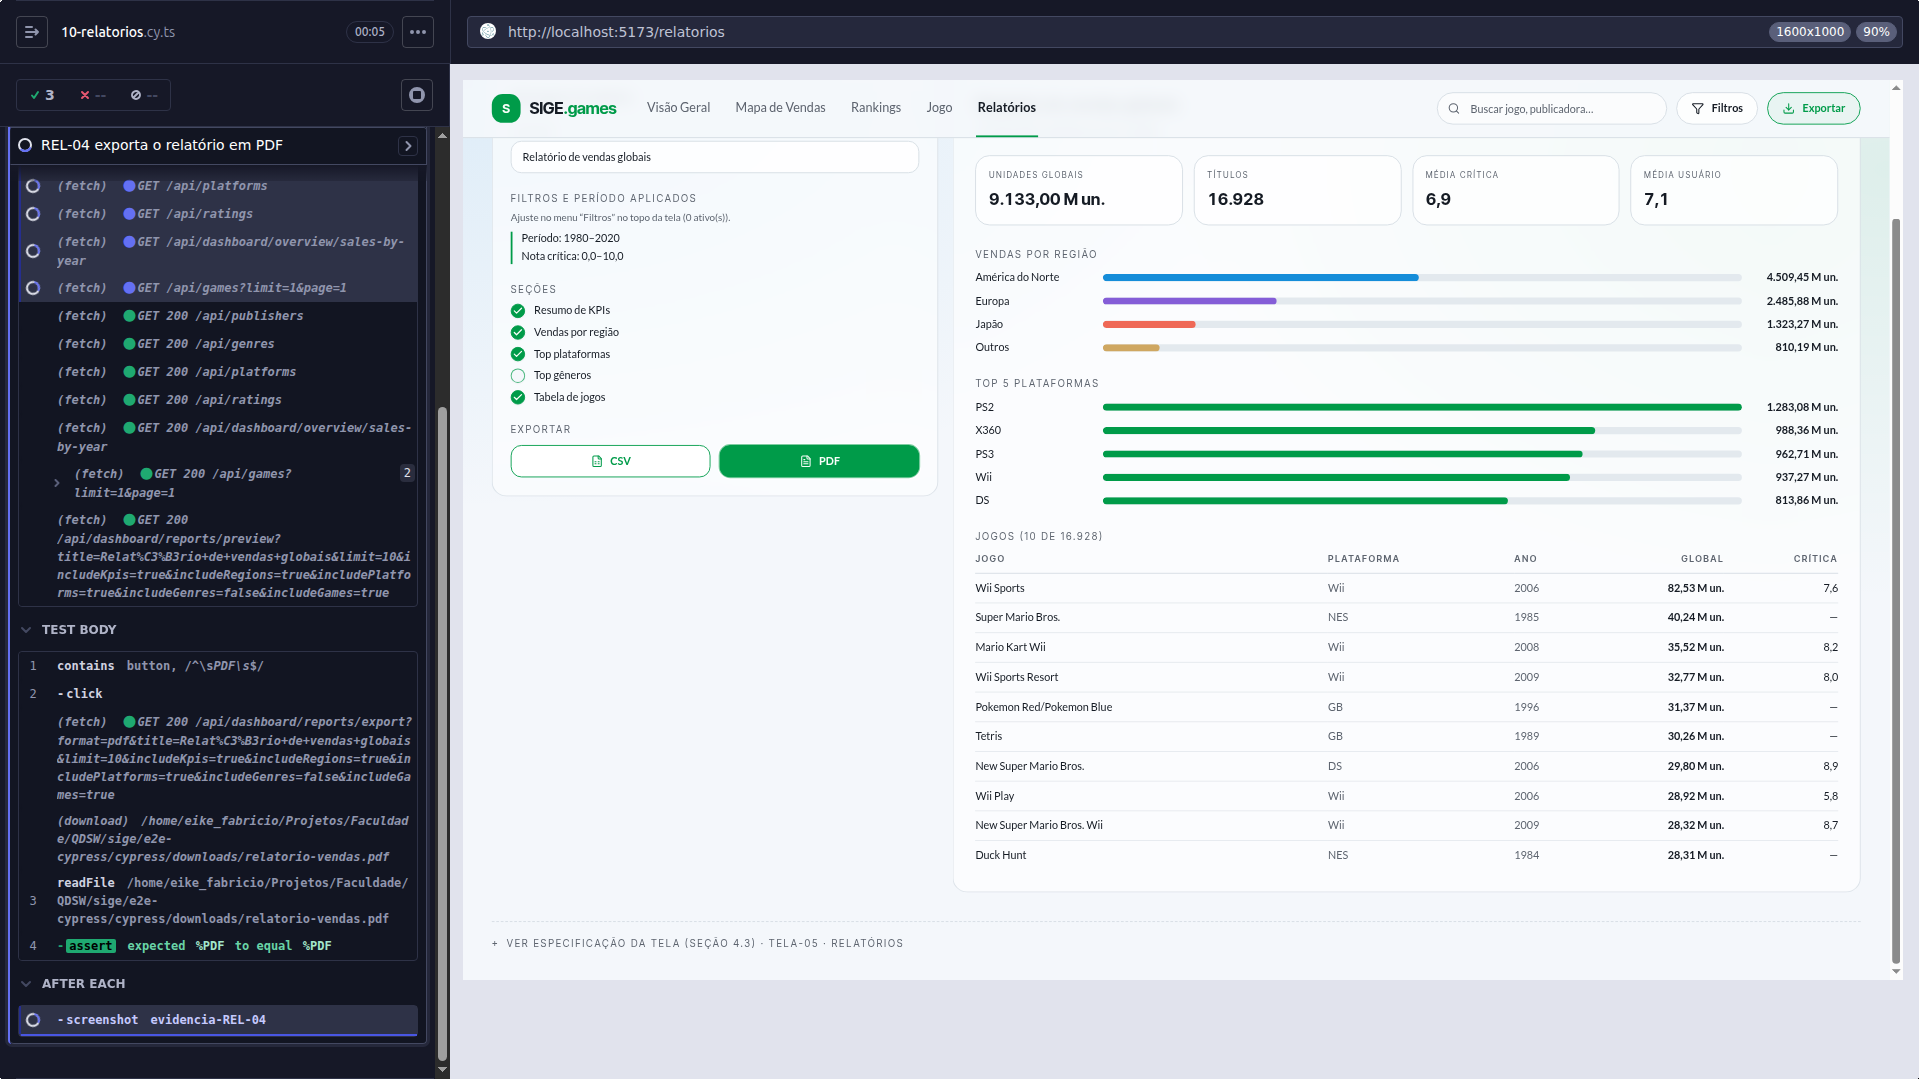 10-relatorios.cy.ts
00:05
3
--
--
REL-04 exporta o relatório em PDF
(fetch) GET /api/platforms
(fetch) GET /api/ratings
(fetch) GET /api/dashboard/overview/sales-by-
year
(fetch) GET /api/games?limit=1&page=1
(fetch) GET 200 /api/publishers
(fetch) GET 200 /api/genres
(fetch) GET 200 /api/platforms
(fetch) GET 200 /api/ratings
(fetch) GET 200 /api/dashboard/overview/sales-
by-year
(fetch) GET 200 /api/games?
limit=1&page=1
2
(fetch) GET 200
/api/dashboard/reports/preview?
title=Relat%C3%B3rio+de+vendas+globais&limit=10&i
ncludeKpis=true&includeRegions=true&includePlatfo
rms=true&includeGenres=false&includeGames=true
TEST BODY
1 contains button, /^\sPDF\s$/
2 -click
(fetch) GET 200 /api/dashboard/reports/export?
format=pdf&title=Relat%C3%B3rio+de+vendas+globais
&limit=10&includeKpis=true&includeRegions=true&in
cludePlatforms=true&includeGenres=false&includeGa
mes=true
(download) /home/eike_fabricio/Projetos/Faculdad
e/QDSW/sige/e2e-
cypress/cypress/downloads/relatorio-vendas.pdf
readFile /home/eike_fabricio/Projetos/Faculdade/
3 QDSW/sige/e2e-
cypress/cypress/downloads/relatorio-vendas.pdf
4 -assert expected %PDF to equal %PDF
AFTER EACH
-screenshot evidencia-REL-04
http://localhost:5173/relatorios
1600x1000 90%
S SIGE.games
Visão Geral Mapa de Vendas Rankings Jogo Relatórios
Buscar jogo, publicadora...
Filtros
Exportar
Relatório de vendas globais
FILTROS E PERÍODO APLICADOS
Ajuste no menu “Filtros” no topo da tela (0 ativo(s)).
Período: 1980–2020
Nota crítica: 0,0–10,0
SEÇÕES
Resumo de KPIs
Vendas por região
Top plataformas
Top gêneros
Tabela de jogos
EXPORTAR
CSV
PDF
UNIDADES GLOBAIS
9.133,00 M un.
TÍTULOS
16.928
MÉDIA CRÍTICA
6,9
MÉDIA USUÁRIO
7,1
VENDAS POR REGIÃO
América do Norte 4.509,45 M un.
Europa 2.485,88 M un.
Japão 1.323,27 M un.
Outros 810,19 M un.
TOP 5 PLATAFORMAS
PS2 1.283,08 M un.
X360 988,36 M un.
PS3 962,71 M un.
Wii 937,27 M un.
DS 813,86 M un.
JOGOS (10 DE 16.928)
JOGO PLATAFORMA ANO GLOBAL CRÍTICA
Wii Sports Wii 2006 82,53 M un. 7,6
Super Mario Bros. NES 1985 40,24 M un. —
Mario Kart Wii Wii 2008 35,52 M un. 8,2
Wii Sports Resort Wii 2009 32,77 M un. 8,0
Pokemon Red/Pokemon Blue GB 1996 31,37 M un. —
Tetris GB 1989 30,26 M un. —
New Super Mario Bros. DS 2006 29,80 M un. 8,9
Wii Play Wii 2006 28,92 M un. 5,8
New Super Mario Bros. Wii Wii 2009 28,32 M un. 8,7
Duck Hunt NES 1984 28,31 M un. —
+ VER ESPECIFICAÇÃO DA TELA (SEÇÃO 4.3) · TELA-05 · RELATÓRIOS